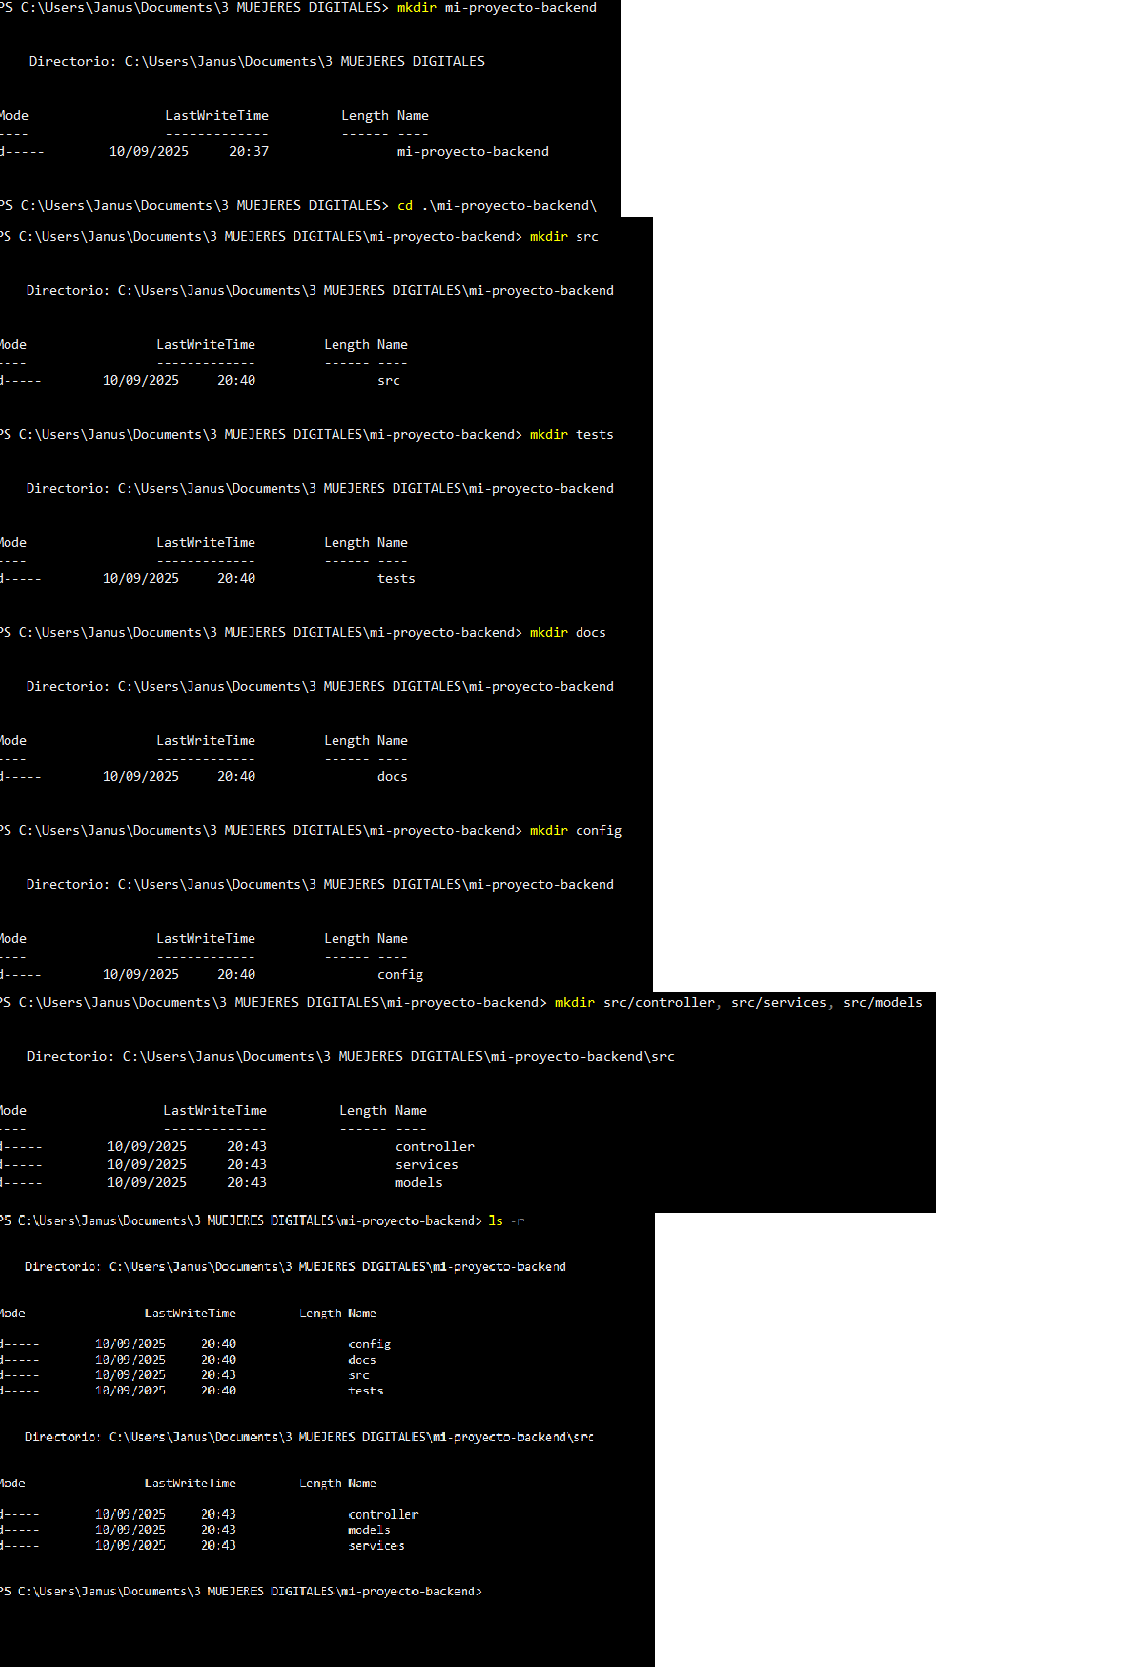 PS C:\Users\Janus\Documents\3 MUEJERES DIGITALES> mkdir mi-proyecto-backend
Directorio: C:\Users\Janus\Documents\3 MUEJERES DIGITALES
Mode LastWriteTime Length Name
---- ------------- ------ ----
d----- 10/09/2025 20:37 mi-proyecto-backend
PS C:\Users\Janus\Documents\3 MUEJERES DIGITALES> cd .\mi-proyecto-backend\
PS C:\Users\Janus\Documents\3 MUEJERES DIGITALES\mi-proyecto-backend> mkdir src
Directorio: C:\Users\Janus\Documents\3 MUEJERES DIGITALES\mi-proyecto-backend
Mode LastWriteTime Length Name
---- ------------- ------ ----
d----- 10/09/2025 20:40 src
PS C:\Users\Janus\Documents\3 MUEJERES DIGITALES\mi-proyecto-backend> mkdir tests
Directorio: C:\Users\Janus\Documents\3 MUEJERES DIGITALES\mi-proyecto-backend
Mode LastWriteTime Length Name
---- ------------- ------ ----
d----- 10/09/2025 20:40 tests
PS C:\Users\Janus\Documents\3 MUEJERES DIGITALES\mi-proyecto-backend> mkdir docs
Directorio: C:\Users\Janus\Documents\3 MUEJERES DIGITALES\mi-proyecto-backend
Mode LastWriteTime Length Name
---- ------------- ------ ----
d----- 10/09/2025 20:40 docs
PS C:\Users\Janus\Documents\3 MUEJERES DIGITALES\mi-proyecto-backend> mkdir config
Directorio: C:\Users\Janus\Documents\3 MUEJERES DIGITALES\mi-proyecto-backend
Mode LastWriteTime Length Name
---- ------------- ------ ----
d----- 10/09/2025 20:40 config
PS C:\Users\Janus\Documents\3 MUEJERES DIGITALES\mi-proyecto-backend> mkdir src/controller, src/services, src/models
Directorio: C:\Users\Janus\Documents\3 MUEJERES DIGITALES\mi-proyecto-backend\src
Mode LastWriteTime Length Name
---- ------------- ------ ----
d----- 10/09/2025 20:43 controller
d----- 10/09/2025 20:43 services
d----- 10/09/2025 20:43 models
PS C:\Users\Janus\Documents\3 MUEJERES DIGITALES\mi-proyecto-backend> ls -r
Directorio: C:\Users\Janus\Documents\3 MUEJERES DIGITALES\mi-proyecto-backend
Mode LastWriteTime Length Name
d----- 10/09/2025 20:40 config
d----- 10/09/2025 20:40 docs
d----- 10/09/2025 20:43 src
d----- 10/09/2025 20:40 tests
Directorio: C:\Users\Janus\Documents\3 MUEJERES DIGITALES\mi-proyecto-backend\src
Mode LastWriteTime Length Name
d----- 10/09/2025 20:43 controller
d----- 10/09/2025 20:43 models
d----- 10/09/2025 20:43 services
PS C:\Users\Janus\Documents\3 MUEJERES DIGITALES\mi-proyecto-backend>